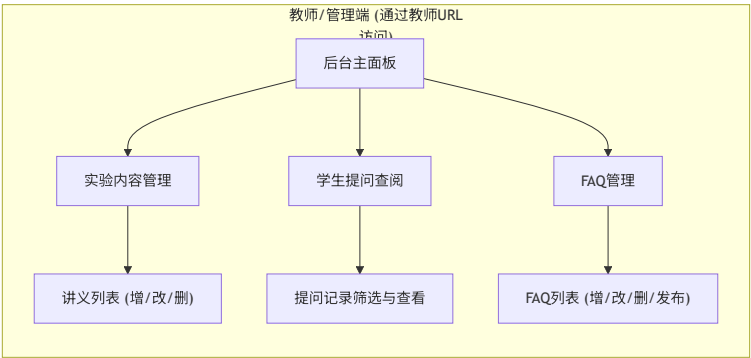 教师/管理端 (通过教师URL
访问)
后台主面板
实验内容管理
学生提问查阅
FAQ管理
讲义列表 (增/改/删)
提问记录筛选与查看
FAQ列表 (增/改/删/发布)